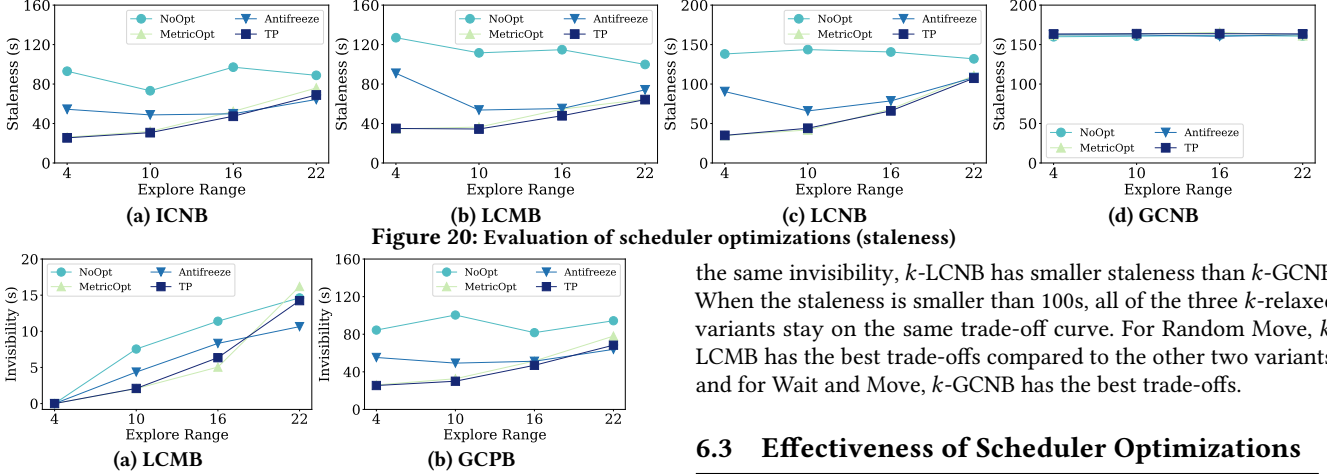 160
120
80
40
0
Staleness (s)
NoOpt
MetricOpt
Antifreeze
TP
4 10 16 22
Explore Range
(a) ICNB
160
120
80
40
0
Staleness (s)
NoOpt
MetricOpt
Antifreeze
TP
4 10 16 22
Explore Range
(b) LCMB
200
150
100
50
0
Staleness (s)
NoOpt
MetricOpt
Antifreeze
TP
4 10 16 22
Explore Range
(c) LCNB
200
150
100
50
0
Staleness (s)
NoOpt
MetricOpt
Antifreeze
TP
4 10 16 22
Explore Range
(d) GCNB
Figure 20: Evaluation of scheduler optimizations (staleness)
20
15
10
5
0
Invisibility (s)
NoOpt
MetricOpt
Antifreeze
TP
4 10 16 22
Explore Range
(a) LCMB
160
120
80
40
0
Invisibility (s)
NoOpt
MetricOpt
Antifreeze
TP
4 10 16 22
Explore Range
(b) GCPB
the same invisibility, k-LCNB has smaller staleness than k-GCNB
When the staleness is smaller than 100s, all of the three k-relaxed
variants stay on the same trade-off curve. For Random Move, k
LCMB has the best trade-offs compared to the other two variants
and for Wait and Move, k-GCNB has the best trade-offs.
6.3 Effectiveness of Scheduler Optimizations